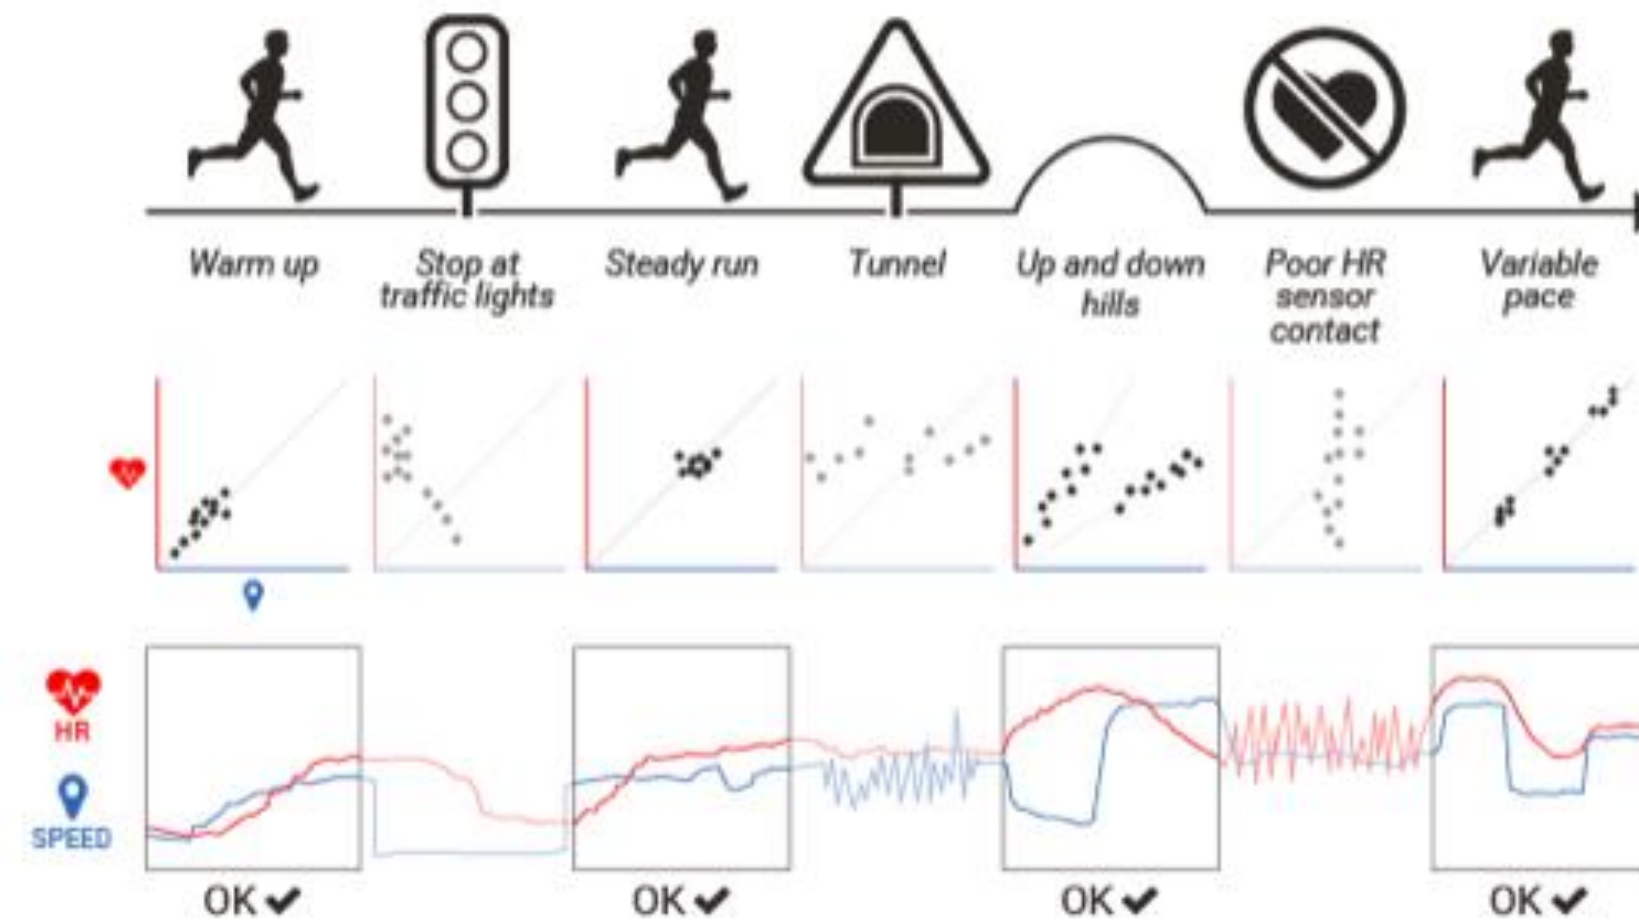 Warm up
Stop at
traffic lights
Steady run
Tunnel
Up and down
hills
Poor HR
sensor
contact
Variable
pace
HR
SPEED
OK
OK
OK
OK